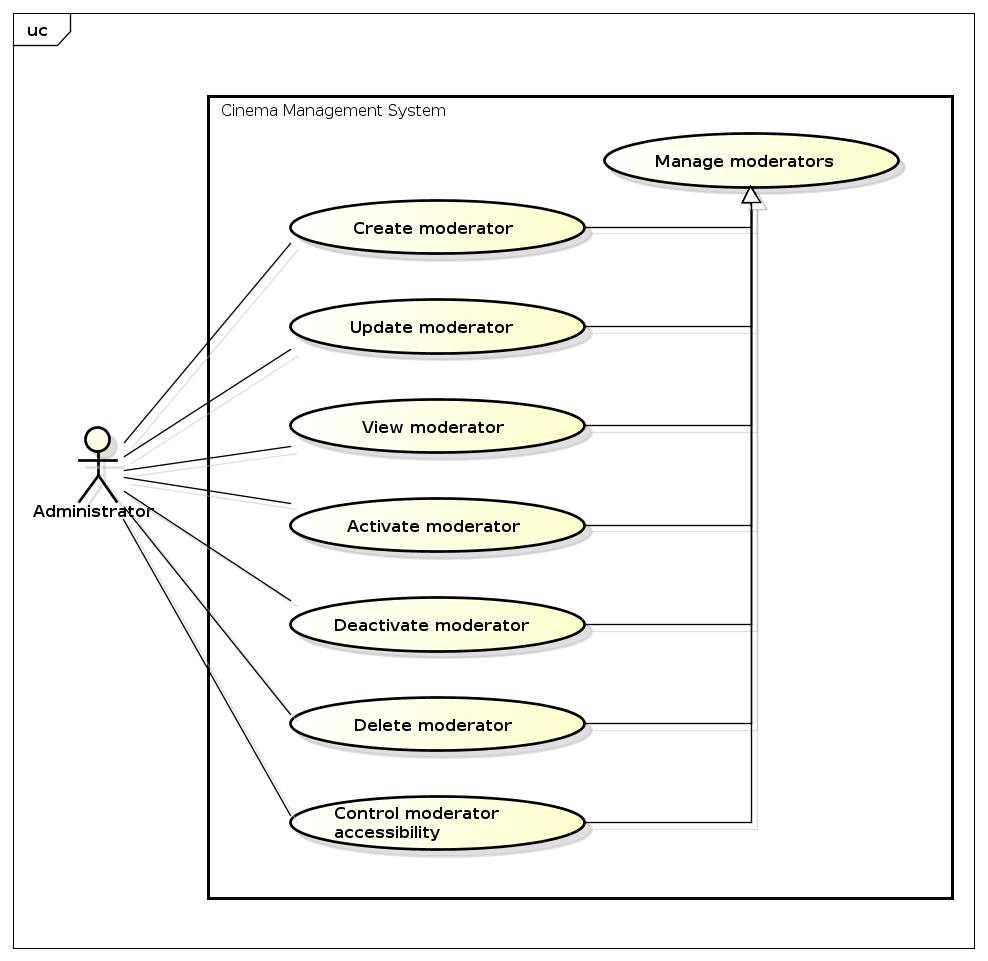 uc
Cinema Management System
Manage moderators
Create moderator
Update moderator
View moderator
Activate moderator
Administrator
Deactivate moderator
Delete moderator
Control moderator
accessibility